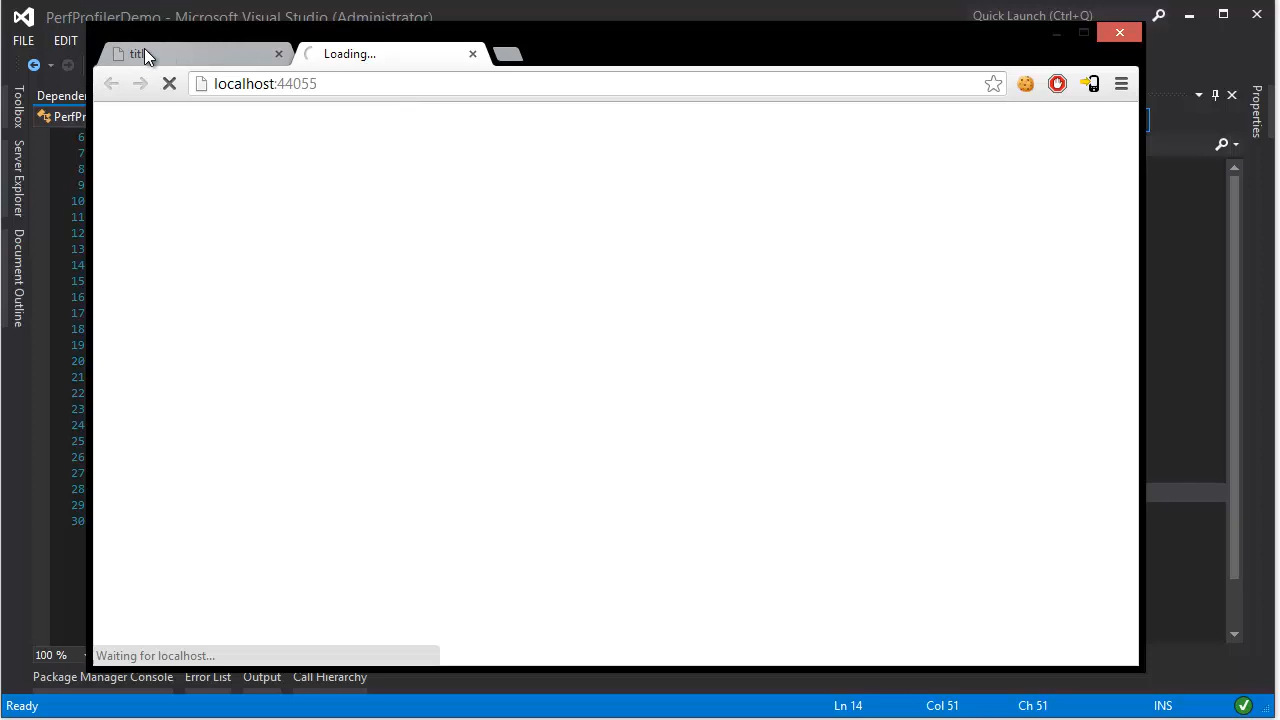 PerfProfilerDemo - Microsoft Visual Studio (Administrator)
Quick Launch (Ctrl+Q)
FILE EDIT
Loading...
localhost:44055
Toolbox
Server Explorer
Document Outline
Properties
6
7
8
9
10
11
12
13
14
15
16
17
18
19
20
21
22
23
24
25
26
27
28
29
30
Waiting for localhost...
100 %
Package Manager Console Error List Output Call Hierarchy
Ready Ln 14 Col 51 Ch 51 INS